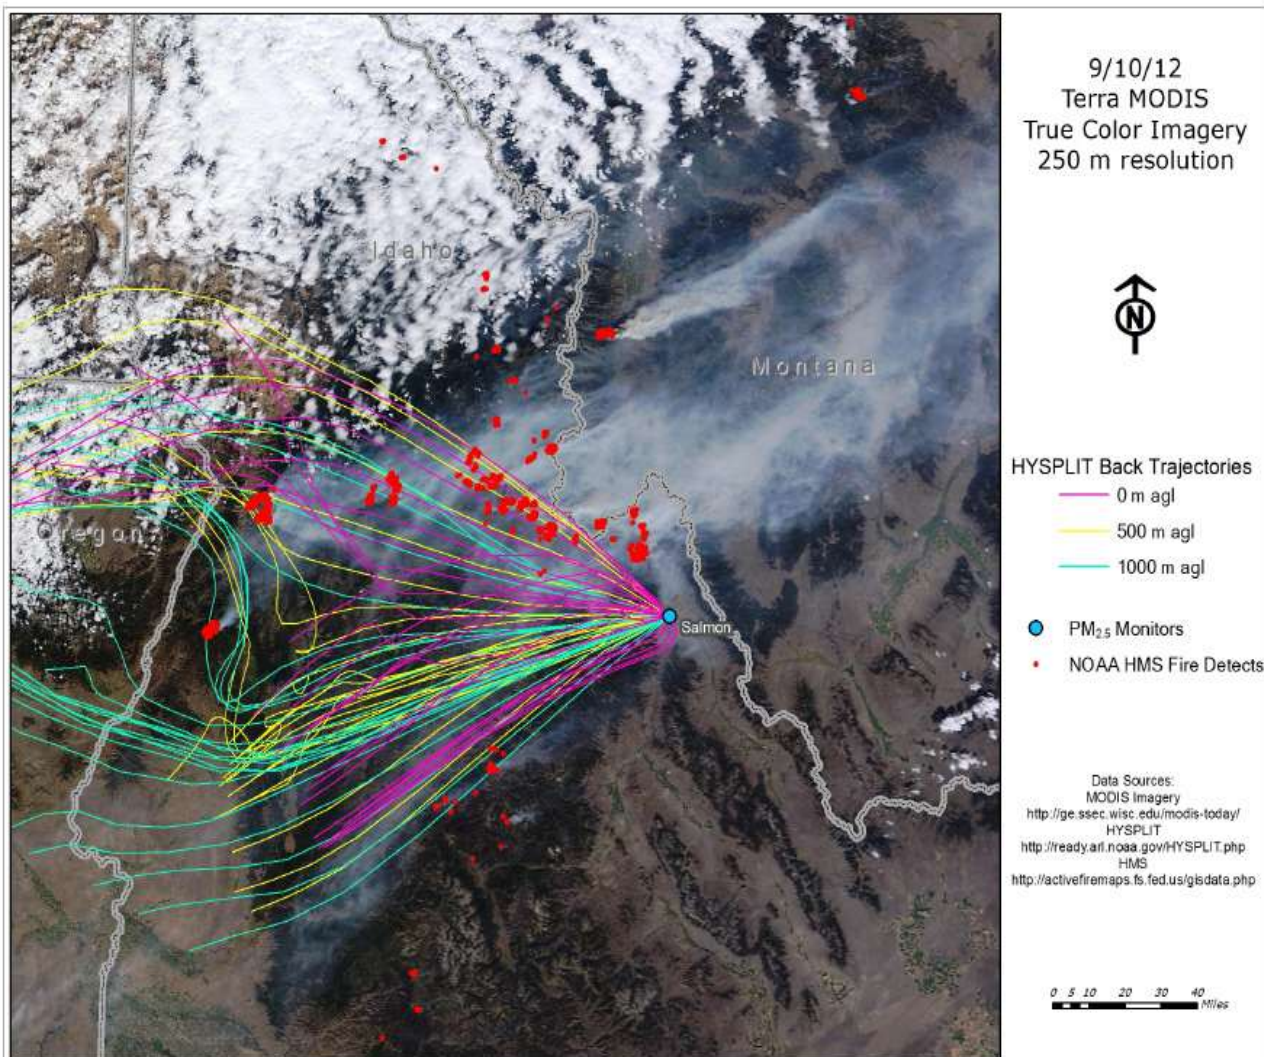 9/10/12
Terra MODIS
True Color Imagery
250 m resolution
Idaho
Montana
Oregon
Salmon
N
HYSPLIT Back Trajectories
0 m agl
500 m agl
1000 m agl
PM2.5 Monitors
NOAA HMS Fire Detects
Data Sources:
MODIS Imagery
http://ge.ssec.wisc.edu/modis-today/
HYSPLIT
http://ready.arl.noaa.gov/HYSPLIT.php
HMS
http://activefiremaps.fs.fed.us/gisdata.php
0 5 10 20 30 40
Miles